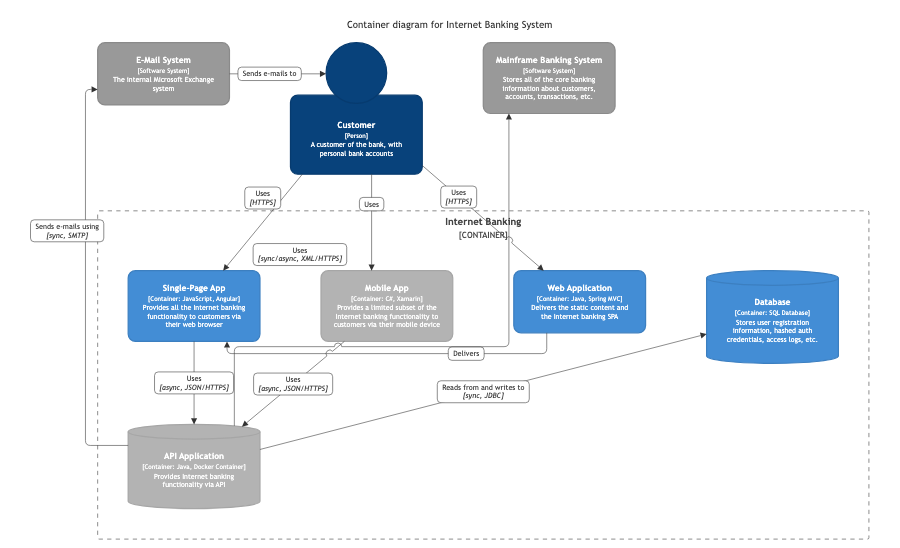 Container diagram for Internet Banking System
E-Mail System
[Software System]
The internal Microsoft Exchange
system
Sends e-mails to
Mainframe Banking System
[Software System]
Stores all of the core banking
information about customers,
accounts, transactions, etc.
Customer
[Person]
A customer of the bank, with
personal bank accounts
Uses
[HTTPS]
Uses
Uses
[HTTPS]
Sends e-mails using
[sync, SMTP]
Internet Banking
[CONTAINER]
Uses
[sync/async, XML/HTTPS]
Single-Page App
[Container: JavaScript, Angular]
Provides all the Internet banking
functionality to customers via
their web browser
Mobile App
[Container: C#, Xamarin]
Provides a limited subset of the
Internet banking functionality to
customers via their mobile device
Web Application
[Container: Java, Spring MVC]
Delivers the static content and
the Internet banking SPA
Database
[Container: SQL Database]
Stores user registration
information, hashed auth
credentials, access logs, etc.
Delivers
Uses
[async, JSON/HTTPS]
Uses
[async, JSON/HTTPS]
Reads from and writes to
[sync, JDBC]
API Application
[Container: Java, Docker Container]
Provides Internet banking
functionality via API